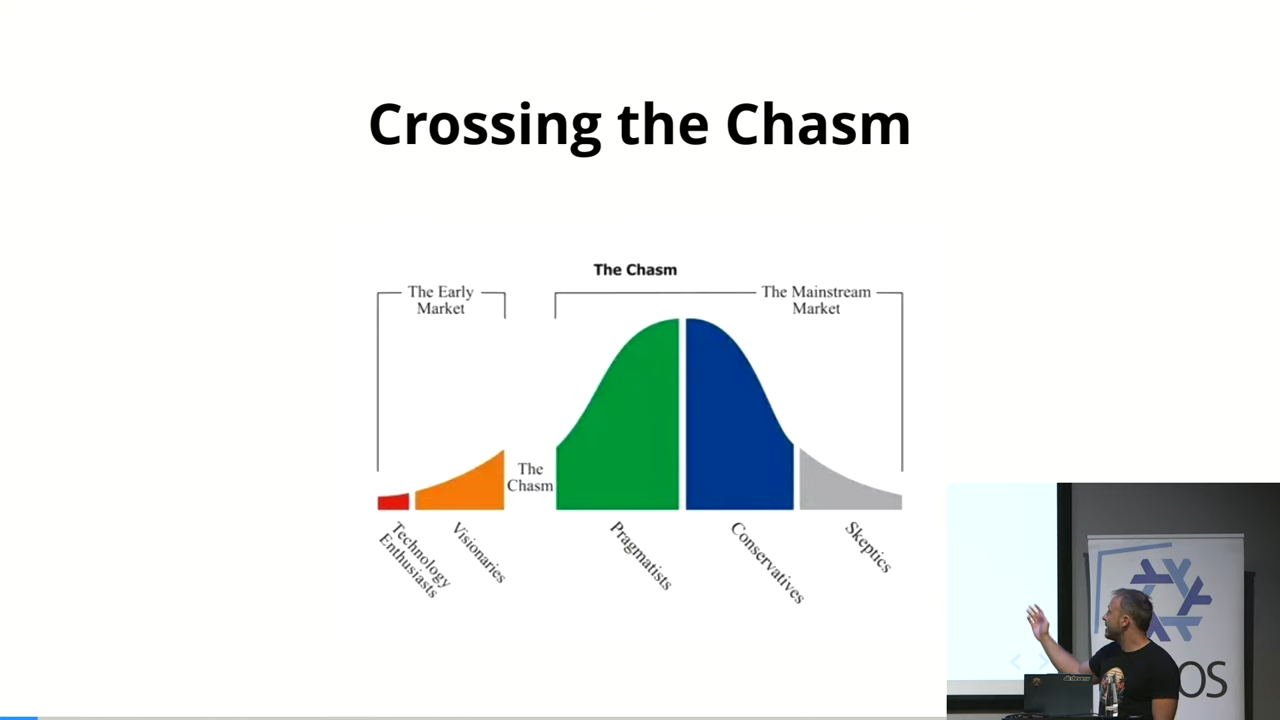 Crossing the Chasm
The Chasm
The Early
Market
The Mainstream
Market
The
Chasm
Technology
Enthusiasts
Visionaries
Pragmatists
Conservatives
Skeptics
OS